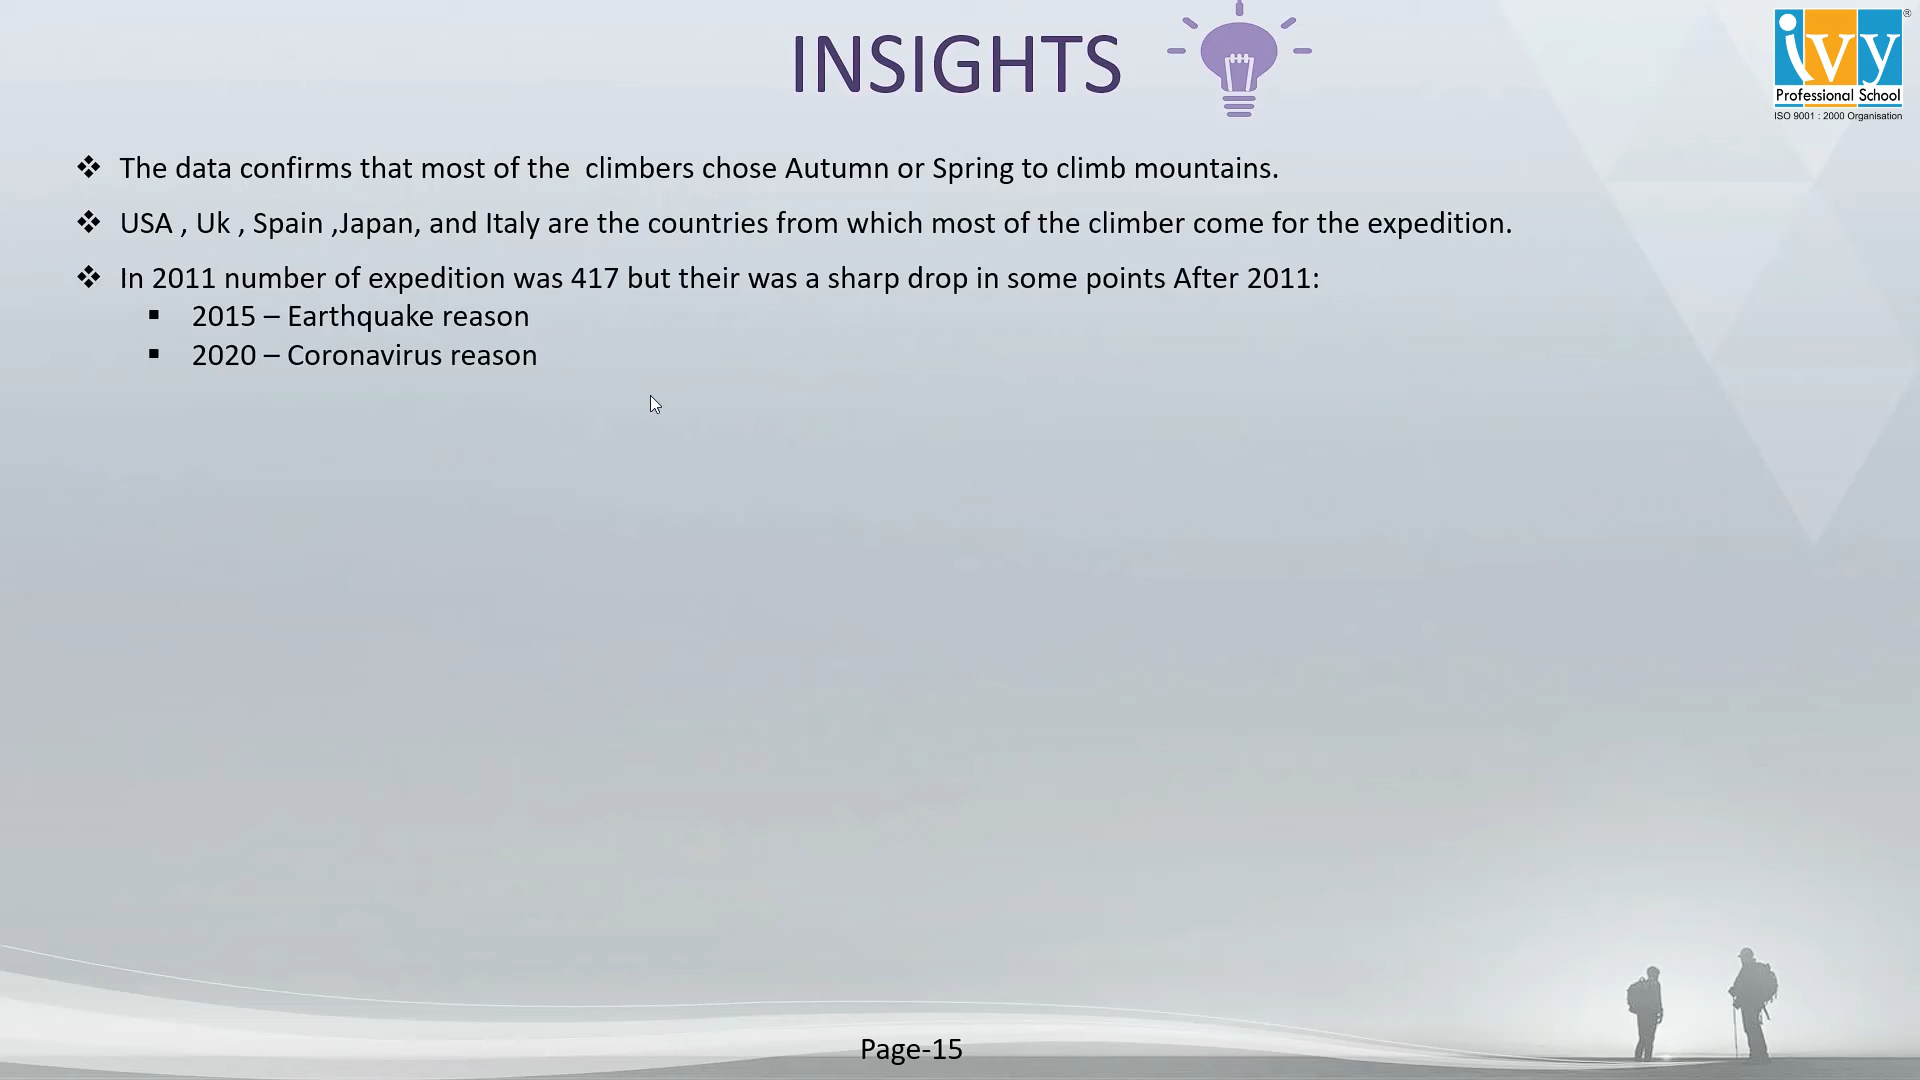 INSIGHTS
ivy
®
Professional School
ISO 9001 : 2000 Organisation
❖ The data confirms that most of the  climbers chose Autumn or Spring to climb mountains.
❖ USA , Uk , Spain ,Japan, and Italy are the countries from which most of the climber come for the expedition.
❖ In 2011 number of expedition was 417 but their was a sharp drop in some points After 2011:
▪ 2015 – Earthquake reason
▪ 2020 – Coronavirus reason
Page-15